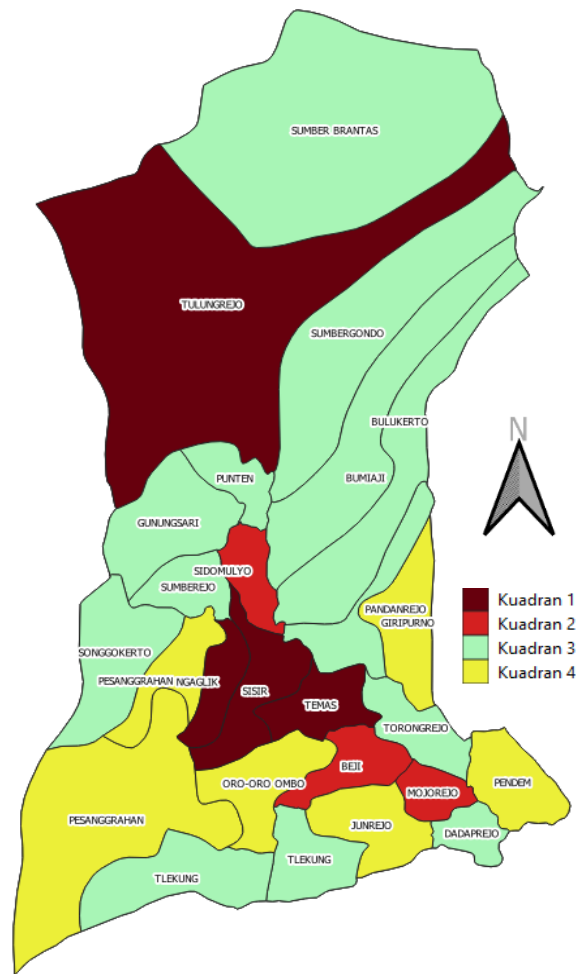 SUMBER BRANTAS
TULUNGREJO
SUMBERGONDO
BULUKERTO
N
PUNTEN
BUMIAJI
GUNUNGSARI
SIDOMULYO
SUMBEREJO
Kuadran 1
PANDANREJO
GIRIPURNO
Kuadran 2
Kuadran 3
Kuadran 4
SONGGOKERTO
PESANGGRAHAN
NGAGLIK
SISIR
TEMAS
TORONGREJO
BEJI
ORO-ORO OMBO
PENDEM
MOJOREJO
PESANGGRAHAN
JUNREJO
DADAPREJO
TLEKUNG
TLEKUNG